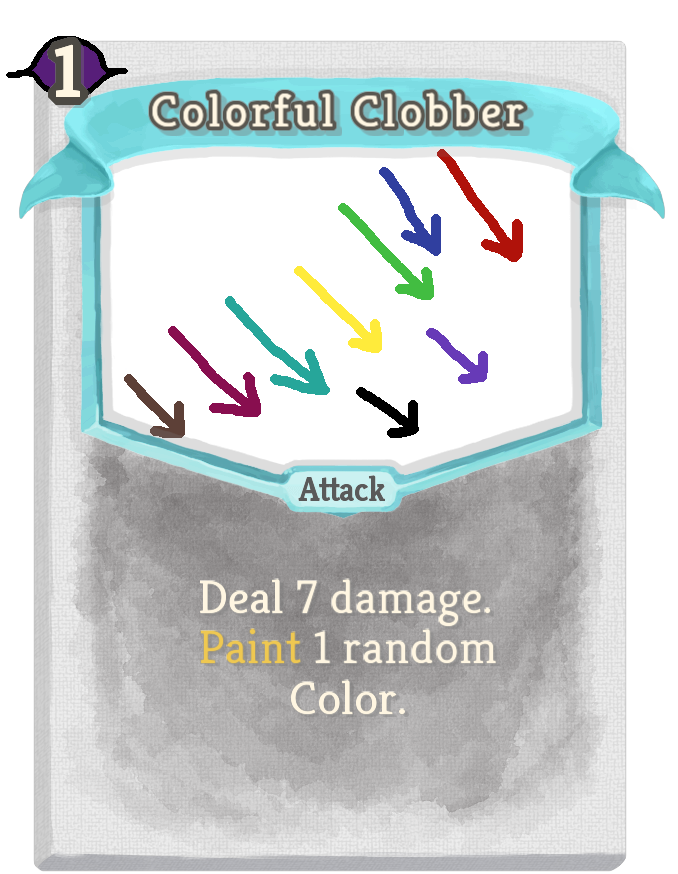 1
Colorful Clobber
Attack
Deal 7 damage.
Paint 1 random
Color.